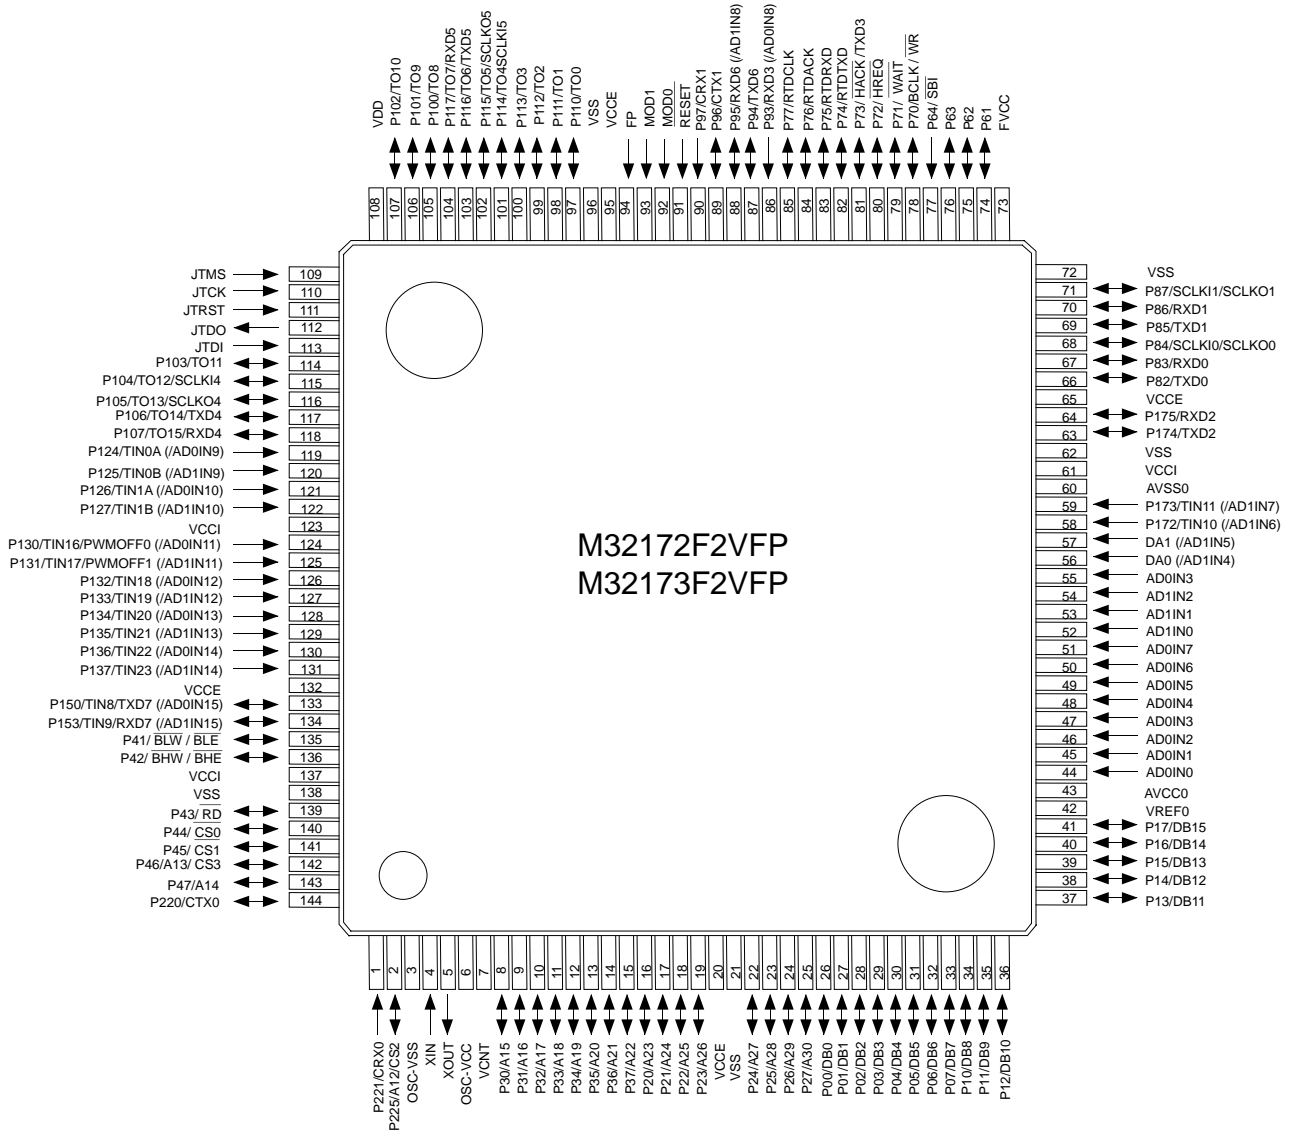 VDD
P102/TO10
P101/TO9
P100/TO8
P117/TO7/RXD5
P116/TO6/TXD5
P115/TO5/SCLKO5
P114/TO4SCLKI5
P113/TO3
P112/TO2
P111/TO1
P110/TO0
VSS
VCCE
FP
MOD1
MOD0
RESET
P97/CRX1
P96/CTX1
P95/RXD6 (/AD1IN8)
P94/TXD6
P93/RXD3 (/AD0IN8)
P77/RTDCLK
P76/RTDACK
P75/RTDRXD
P74/RTDTXD
P73/ HACK /TXD3
P72/ HREQ
P71/ WAIT
P70/BCLK / WR
P64/ SBI
P63
P62
P61
FVCC
108
107
106
105
104
103
102
101
100
99
98
97
96
95
94
93
92
91
90
89
88
87
86
85
84
83
82
81
80
79
78
77
76
75
74
73
JTMS 109
JTCK 110
JTRST 111
JTDO 112
JTDI 113
P103/TO11 114
P104/TO12/SCLKI4 115
P105/TO13/SCLKO4 116
P106/TO14/TXD4 117
P107/TO15/RXD4 118
P124/TIN0A (/AD0IN9) 119
P125/TIN0B (/AD1IN9) 120
P126/TIN1A (/AD0IN10) 121
P127/TIN1B (/AD1IN10) 122
VCCI 123
P130/TIN16/PWMOFF0 (/AD0IN11) 124
P131/TIN17/PWMOFF1 (/AD1IN11) 125
P132/TIN18 (/AD0IN12) 126
P133/TIN19 (/AD1IN12) 127
P134/TIN20 (/AD0IN13) 128
P135/TIN21 (/AD1IN13) 129
P136/TIN22 (/AD0IN14) 130
P137/TIN23 (/AD1IN14) 131
VCCE 132
P150/TIN8/TXD7 (/AD0IN15) 133
P153/TIN9/RXD7 (/AD1IN15) 134
P41/ BLW / BLE 135
P42/ BHW / BHE 136
VCCI 137
VSS 138
P43/ RD 139
P44/ CS0 140
P45/ CS1 141
P46/A13/ CS3 142
P47/A14 143
P220/CTX0 144
M32172F2VFP
M32173F2VFP
72 VSS
71 P87/SCLKI1/SCLKO1
70 P86/RXD1
69 P85/TXD1
68 P84/SCLKI0/SCLKO0
67 P83/RXD0
66 P82/TXD0
65 VCCE
64 P175/RXD2
63 P174/TXD2
62 VSS
61 VCCI
60 AVSS0
59 P173/TIN11 (/AD1IN7)
58 P172/TIN10 (/AD1IN6)
57 DA1 (/AD1IN5)
56 DA0 (/AD1IN4)
55 AD0IN3
54 AD1IN2
53 AD1IN1
52 AD1IN0
51 AD0IN7
50 AD0IN6
49 AD0IN5
48 AD0IN4
47 AD0IN3
46 AD0IN2
45 AD0IN1
44 AD0IN0
43 AVCC0
42 VREF0
41 P17/DB15
40 P16/DB14
39 P15/DB13
38 P14/DB12
37 P13/DB11
1
2
3
4
5
6
7
8
9
10
11
12
13
14
15
16
17
18
19
20
21
22
23
24
25
26
27
28
29
30
31
32
33
34
35
36
P221/CRX0
P225/A12/CS2
OSC-VSS
XIN
XOUT
OSC-VCC
VCNT
P30/A15
P31/A16
P32/A17
P33/A18
P34/A19
P35/A20
P36/A21
P37/A22
P20/A23
P21/A24
P22/A25
P23/A26
VCCE
VSS
P24/A27
P25/A28
P26/A29
P27/A30
P00/DB0
P01/DB1
P02/DB2
P03/DB3
P04/DB4
P05/DB5
P06/DB6
P07/DB7
P10/DB8
P11/DB9
P12/DB10